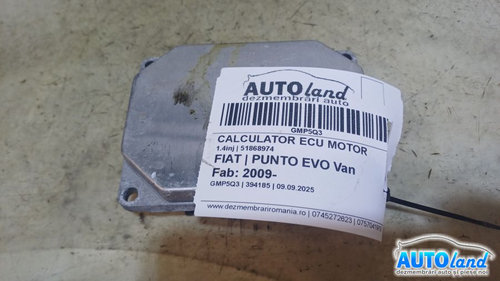 AUTOland
dezmembrări auto
GMP5Q3
CALCULATOR ECU MOTOR
1.4inj | 51868974
FIAT | PUNTO EVO Van
Fab: 2009-
GMP5Q3 | 394185 | 09.09.2025
www.dezmembrariromania.ro | 0745272623 |
AUTOland
dezmembrări auto și piese noi